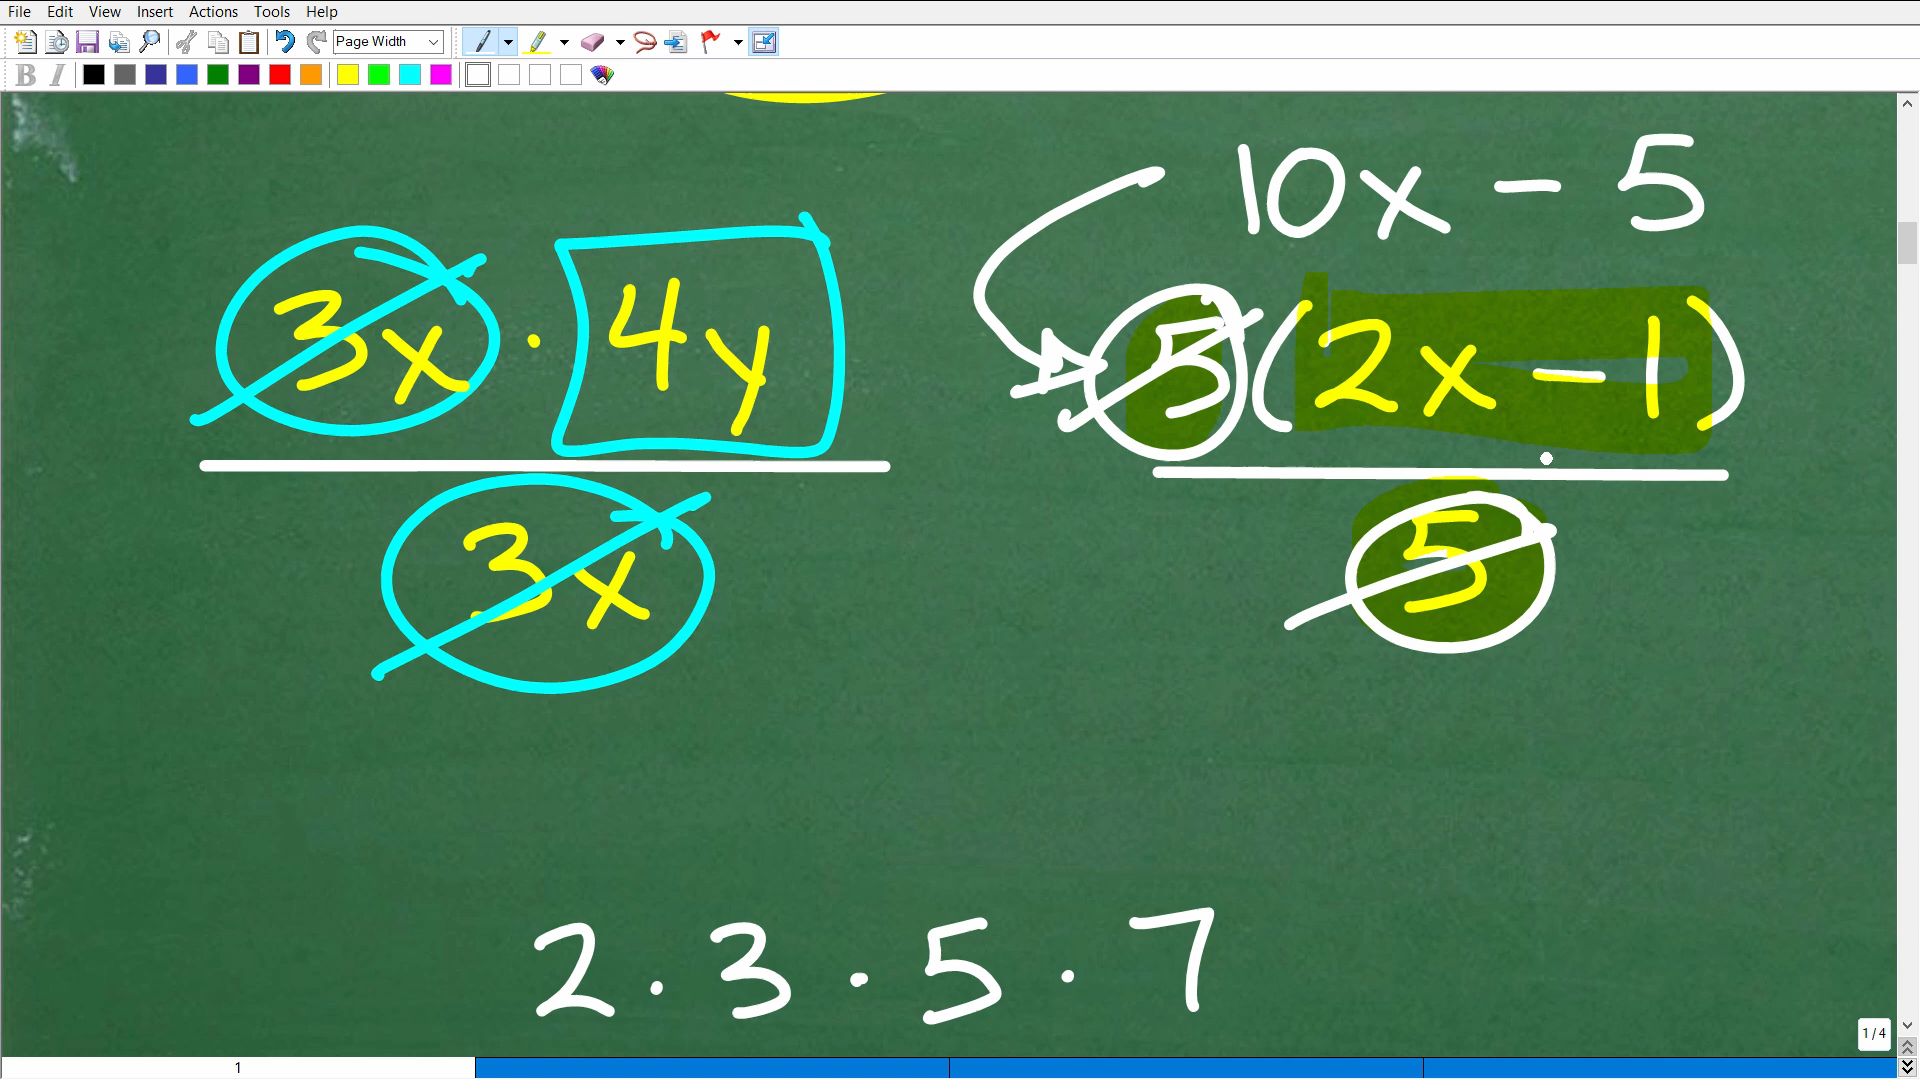 File Edit View Insert Actions Tools Help
Page Width
B I
10x - 5
3x · 4y
5(2x - 1)
3x
5
2 · 3 · 5 · 7
1 / 4
1